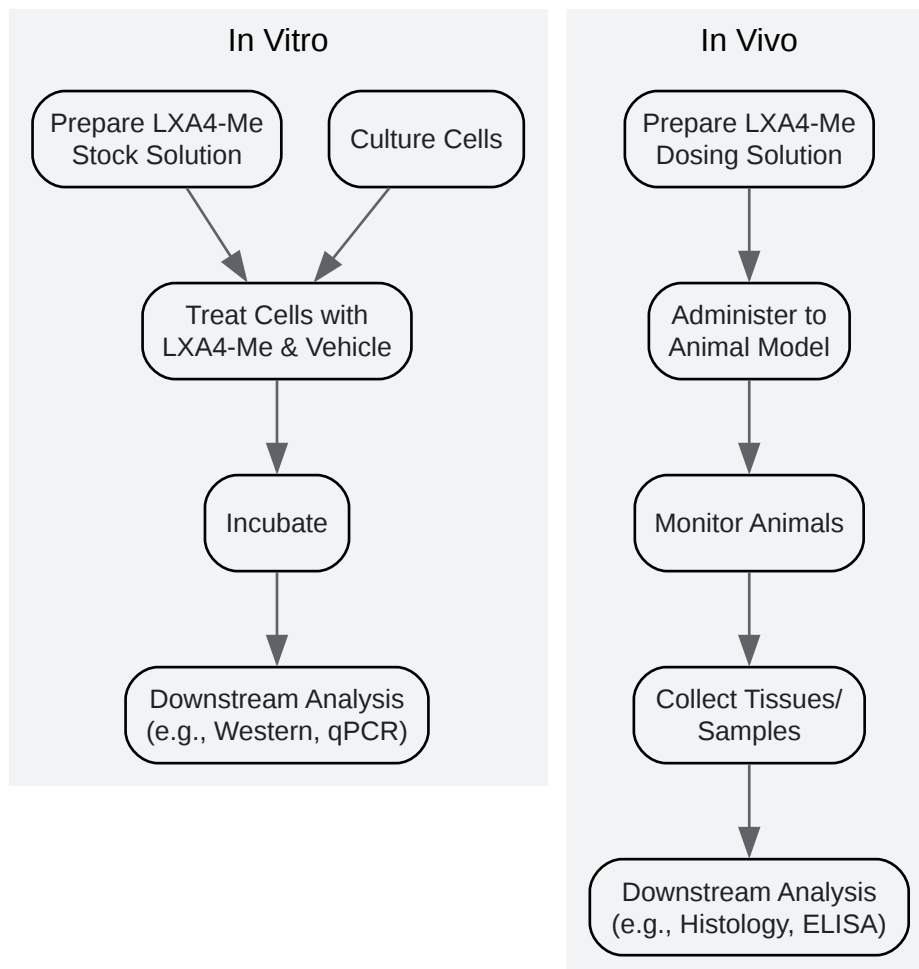 In Vitro
Prepare LXA4-Me
Stock Solution
Culture Cells
Treat Cells with
LXA4-Me & Vehicle
Incubate
Downstream Analysis
(e.g., Western, qPCR)
In Vivo
Prepare LXA4-Me
Dosing Solution
Administer to
Animal Model
Monitor Animals
Collect Tissues/
Samples
Downstream Analysis
(e.g., Histology, ELISA)